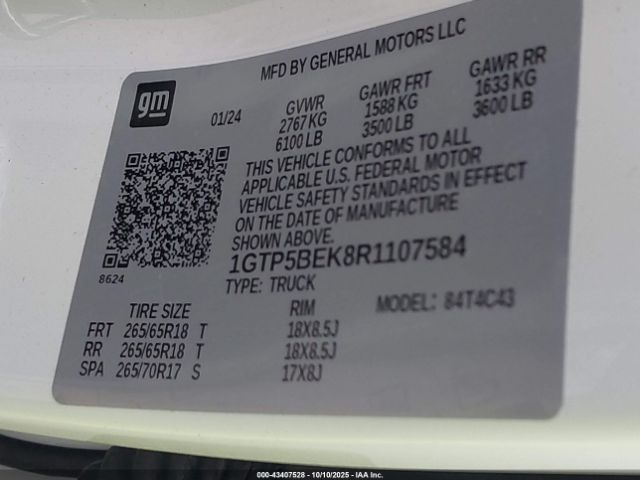 MFD BY GENERAL MOTORS LLC
gm
01/24
GVWR GAWR FRT GAWR RR
2767 KG 1588 KG 1633 KG
6100 LB 3500 LB 3600 LB
THIS VEHICLE CONFORMS TO ALL
APPLICABLE U.S. FEDERAL MOTOR
VEHICLE SAFETY STANDARDS IN EFFECT
ON THE DATE OF MANUFACTURE
SHOWN ABOVE.
1GTP5BEK8R1107584
8624
TYPE: TRUCK
MODEL: 84T4C43
TIRE SIZE RIM
FRT 265/65R18 T 18X8.5J
RR 265/65R18 T 18X8.5J
SPA 265/70R17 S 17X8J
000-43407528 - 10/10/2025 - IAA Inc.